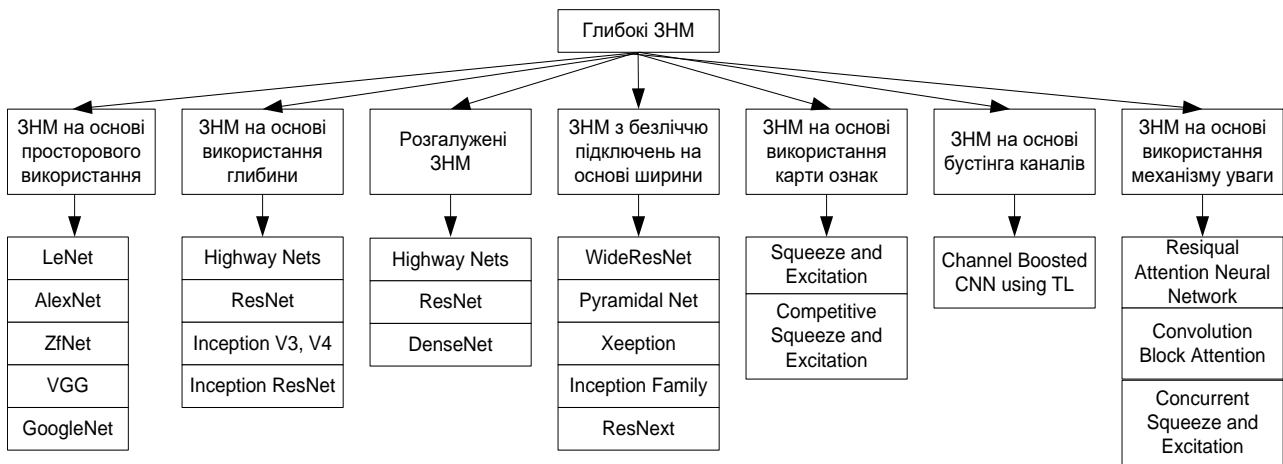 Глибокі ЗНМ
ЗНМ на основі
просторового
використання
ЗНМ на основі
використання
глибини
Розгалужені
ЗНМ
ЗНМ з безліччю
підключень на
основі ширини
ЗНМ на основі
використання
карти ознак
ЗНМ на основі
бустінга каналів
ЗНМ на основі
використання
механізму уваги
LeNet
AlexNet
ZfNet
VGG
GoogleNet
Highway Nets
ResNet
Inception V3, V4
Inception ResNet
Highway Nets
ResNet
DenseNet
WideResNet
Pyramidal Net
Xeeption
Inception Family
ResNext
Squeeze and
Excitation
Competitive
Squeeze and
Excitation
Channel Boosted
CNN using TL
Resiqual
Attention Neural
Network
Convolution
Block Attention
Concurrent
Squeeze and
Excitation